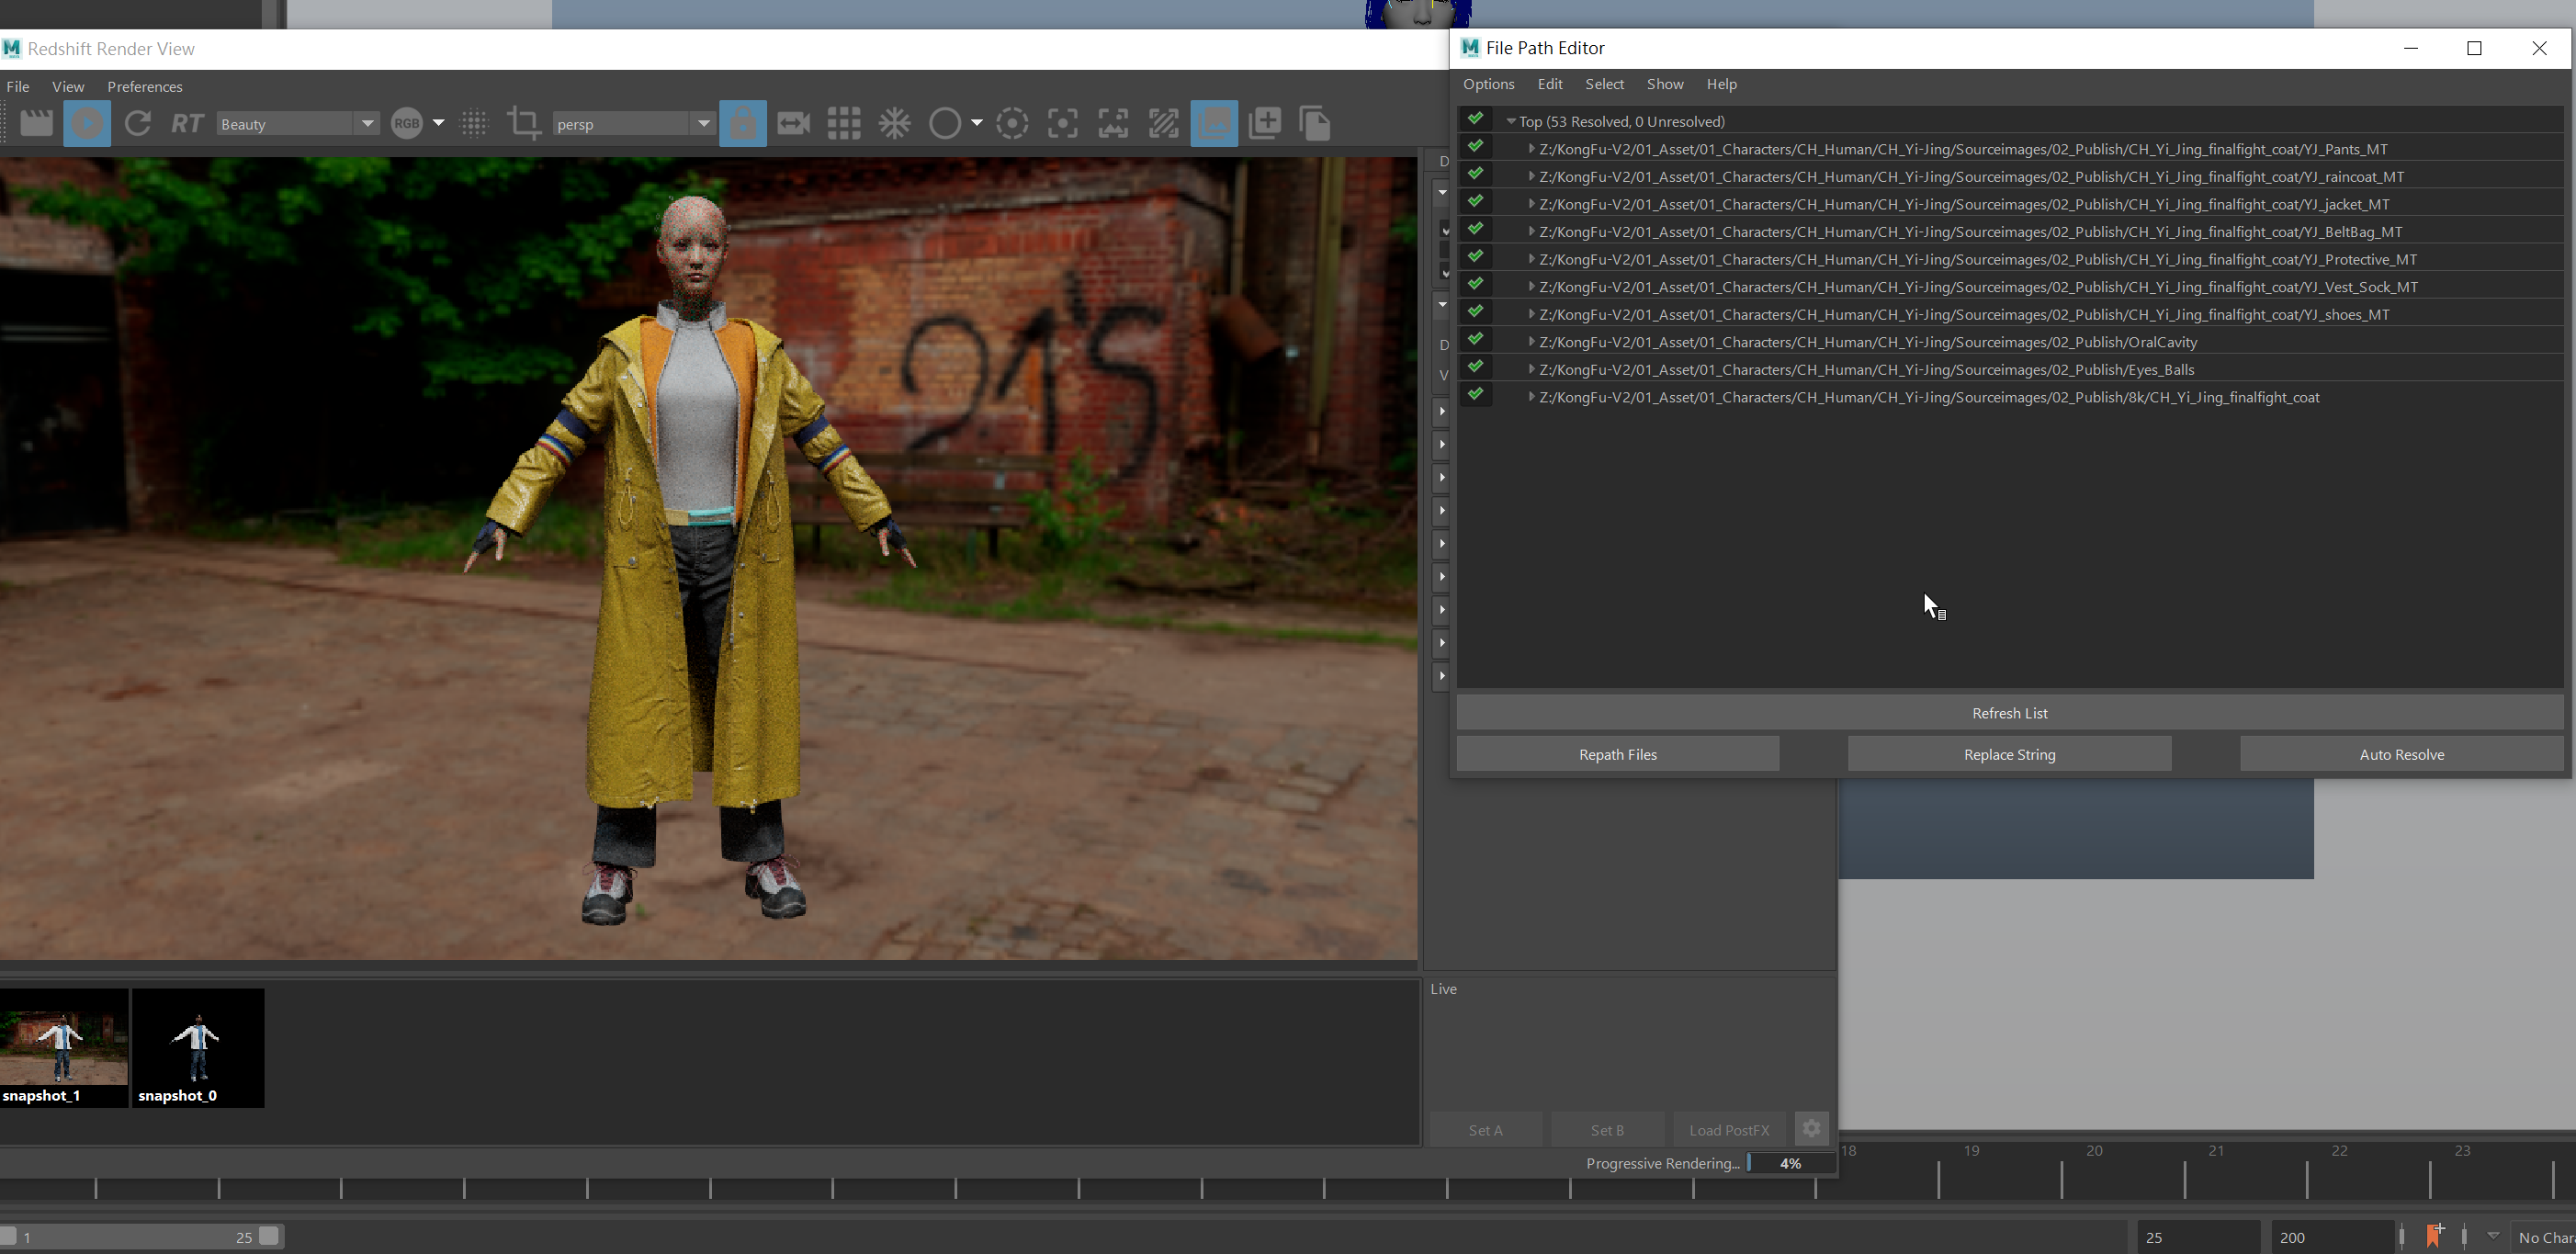 Redshift Render View
File View Preferences
RT Beauty RGB persp
215
File Path Editor
Options Edit Select Show Help
Top (53 Resolved, 0 Unresolved)
Z:/KongFu-V2/01_Asset/01_Characters/CH_Human/CH_Yi-Jing/Sourceimages/02_Publish/CH_Yi_Jing_finalfight_coat/YJ_Pants_MT
Z:/KongFu-V2/01_Asset/01_Characters/CH_Human/CH_Yi-Jing/Sourceimages/02_Publish/CH_Yi_Jing_finalfight_coat/YJ_raincoat_MT
Z:/KongFu-V2/01_Asset/01_Characters/CH_Human/CH_Yi-Jing/Sourceimages/02_Publish/CH_Yi_Jing_finalfight_coat/YJ_jacket_MT
Z:/KongFu-V2/01_Asset/01_Characters/CH_Human/CH_Yi-Jing/Sourceimages/02_Publish/CH_Yi_Jing_finalfight_coat/YJ_BeltBag_MT
Z:/KongFu-V2/01_Asset/01_Characters/CH_Human/CH_Yi-Jing/Sourceimages/02_Publish/CH_Yi_Jing_finalfight_coat/YJ_Protective_MT
Z:/KongFu-V2/01_Asset/01_Characters/CH_Human/CH_Yi-Jing/Sourceimages/02_Publish/CH_Yi_Jing_finalfight_coat/YJ_Vest_Sock_MT
Z:/KongFu-V2/01_Asset/01_Characters/CH_Human/CH_Yi-Jing/Sourceimages/02_Publish/CH_Yi_Jing_finalfight_coat/YJ_shoes_MT
Z:/KongFu-V2/01_Asset/01_Characters/CH_Human/CH_Yi-Jing/Sourceimages/02_Publish/OralCavity
Z:/KongFu-V2/01_Asset/01_Characters/CH_Human/CH_Yi-Jing/Sourceimages/02_Publish/Eyes_Balls
Z:/KongFu-V2/01_Asset/01_Characters/CH_Human/CH_Yi-Jing/Sourceimages/02_Publish/8k/CH_Yi_Jing_finalfight_coat
Refresh List
Repath Files Replace String Auto Resolve
Live
snapshot_1 snapshot_0
Set A Set B Load PostFX
Progressive Rendering... 4%
18 19 20 21 22 23
1 25 25 200 No Char